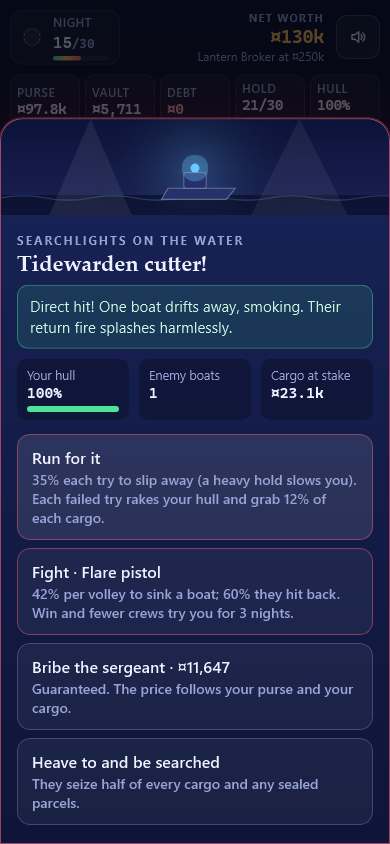 NIGHT
15/30
NET WORTH
¤130k
Lantern Broker at ¤250k
PURSE
¤97.8k
VAULT
¤5,711
DEBT
¤0
HOLD
21/30
HULL
100%
SEARCHLIGHTS ON THE WATER
Tidewarden cutter!
Direct hit! One boat drifts away, smoking. Their
return fire splashes harmlessly.
Your hull
100%
Enemy boats
1
Cargo at stake
¤23.1k
Run for it
35% each try to slip away (a heavy hold slows you).
Each failed try rakes your hull and grab 12% of
each cargo.
Fight · Flare pistol
42% per volley to sink a boat; 60% they hit back.
Win and fewer crews try you for 3 nights.
Bribe the sergeant · ¤11,647
Guaranteed. The price follows your purse and your
cargo.
Heave to and be searched
They seize half of every cargo and any sealed
parcels.